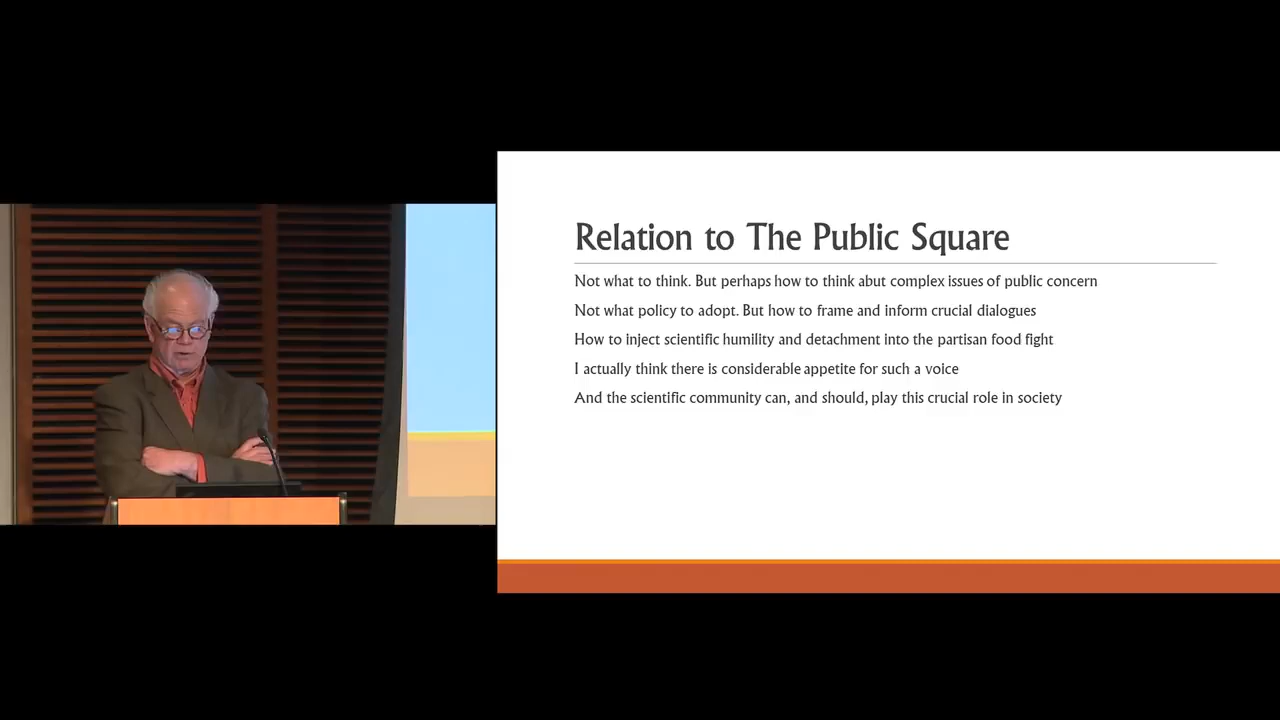 Relation to The Public Square
Not what to think. But perhaps how to think abut complex issues of public concern
Not what policy to adopt. But how to frame and inform crucial dialogues
How to inject scientific humility and detachment into the partisan food fight
I actually think there is considerable appetite for such a voice
And the scientific community can, and should, play this crucial role in society